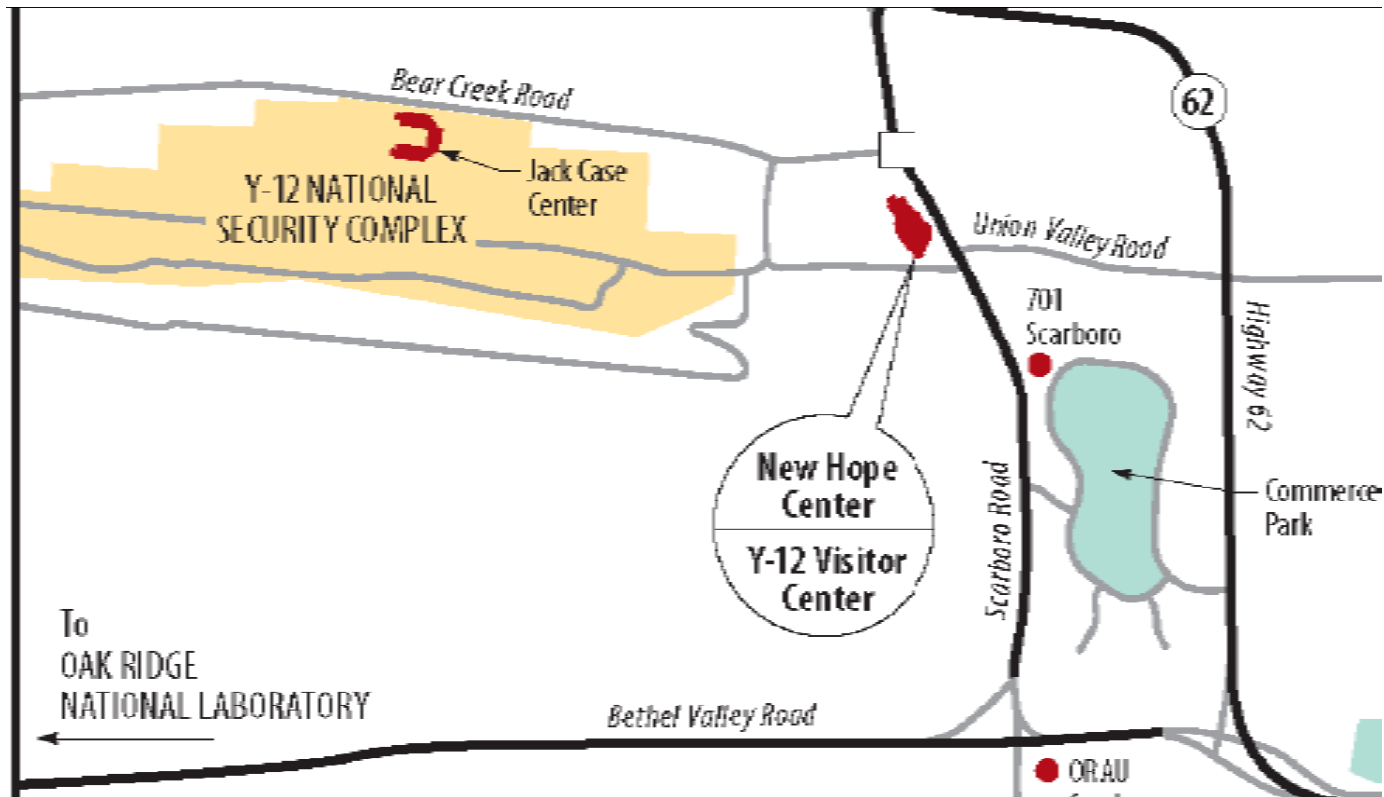 Bear Creek Road
62
Jack Case
Center
Y-12 NATIONAL
SECURITY COMPLEX
Union Valley Road
701
Scarboro
Highway 62
New Hope
Center
Y-12 Visitor
Center
Scarboro Road
Commerce
Park
To
OAK RIDGE
NATIONAL LABORATORY
Bethel Valley Road
ORAU